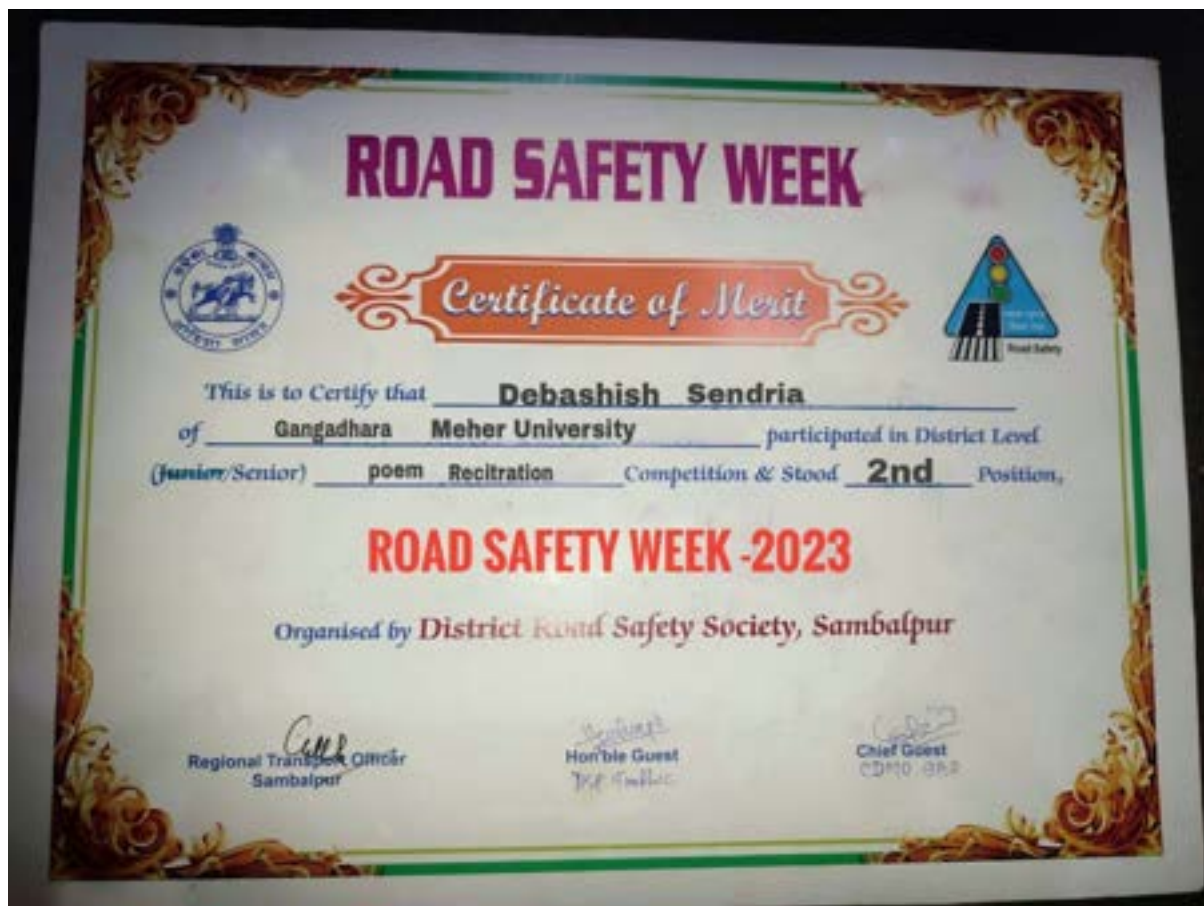 ROAD SAFETY WEEK
Certificate of Merit
Road Safety
This is to Certify that Debashish Sendria
of Gangadhara Meher University participated in District Level
(Junior/Senior) poem Recitration Competition & Stood 2nd Position,
ROAD SAFETY WEEK -2023
Organised by District Road Safety Society, Sambalpur
Regional Transport Officer
Sambalpur
Hon'ble Guest
Chief Guest